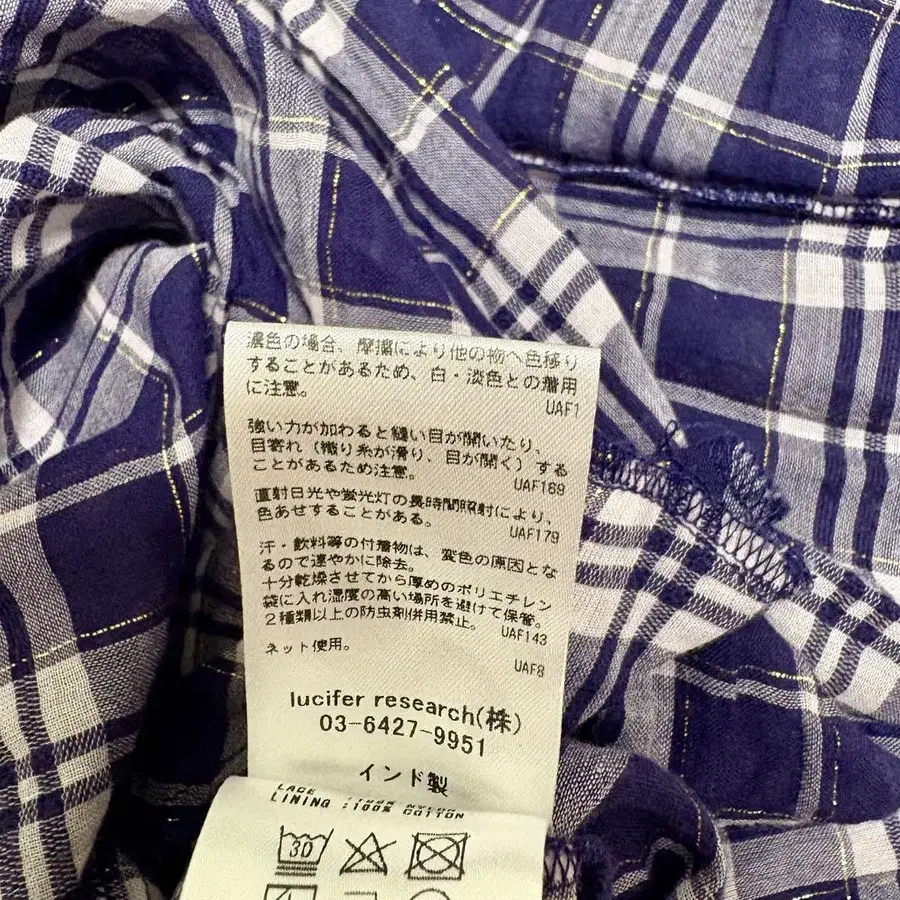 濃色の場合、摩擦により他の物へ色移り
することがあるため、白・淡色との着用
に注意。
UAF1
強い力が加わると縫い目が開いたり、
目寄れ（織り糸が滑り、目が開く）する
ことがあるため注意。
UAF169
直射日光や蛍光灯の長時間照射により、
色あせすることがある。
UAF179
汗・飲料等の付着物は、変色の原因とな
るので速やかに除去。
十分乾燥させてから厚めのポリエチレン
袋に入れ湿度の高い場所を避けて保管。
２種類以上の防虫剤併用禁止。
UAF143
ネット使用。
UAF8
lucifer research(株)
03-6427-9951
インド製
LACE :100% NYLON
LINING :100% COTTON
30